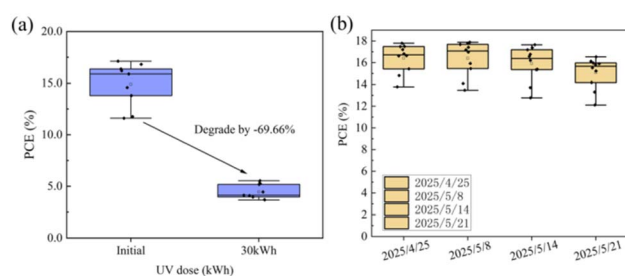 (a)
20.0
15.0
10.0
5.0
0.0
PCE (%)
Degrade by -69.66%
Initial
30kWh
UV dose (kWh)
(b)
18
16
14
12
10
8
6
4
2
0
PCE (%)
2025/4/25
2025/5/8
2025/5/14
2025/5/21
2025/4/25
2025/5/8
2025/5/14
2025/5/21